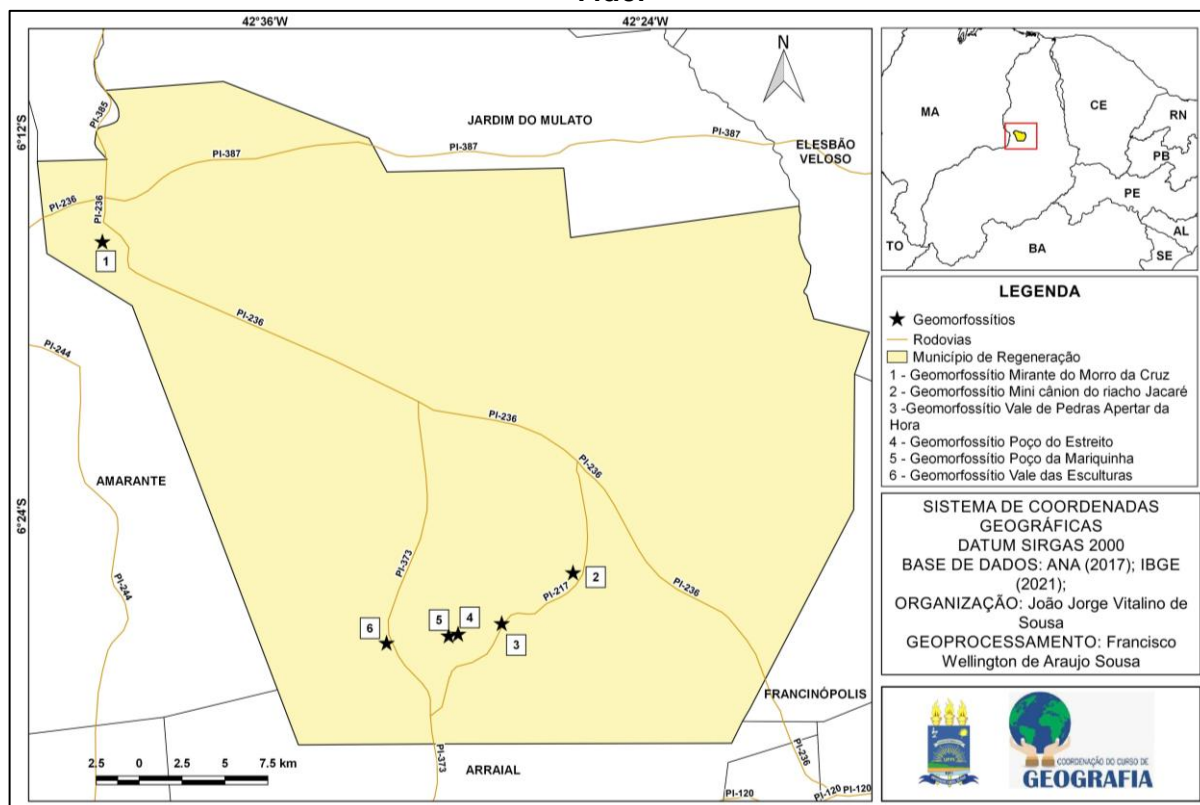 42°36'W
42°24'W
6°12'S
6°24'S
N
PI-385
PI-387
PI-387
PI-387
JARDIM DO MULATO
ELESBÃO
VELOSO
PI-236
PI-236
1
PI-236
PI-244
PI-236
PI-236
AMARANTE
PI-373
PI-244
PI-217
2
PI-236
6
5
4
3
FRANCINÓPOLIS
PI-236
PI-373
ARRAIAL
PI-120
PI-120
PI-120
2.5 0 2.5 5 7.5 km
MA
CE
RN
PB
PE
AL
SE
BA
TO
LEGENDA
Geomorfossítios
Rodovias
Município de Regeneração
1 - Geomorfossítio Mirante do Morro da Cruz
2 - Geomorfossítio Mini cânion do riacho Jacaré
3 -Geomorfossítio Vale de Pedras Apertar da
Hora
4 - Geomorfossítio Poço do Estreito
5 - Geomorfossítio Poço da Mariquinha
6 - Geomorfossítio Vale das Esculturas
SISTEMA DE COORDENADAS
GEOGRÁFICAS
DATUM SIRGAS 2000
BASE DE DADOS: ANA (2017); IBGE
(2021);
ORGANIZAÇÃO: João Jorge Vitalino de
Sousa
GEOPROCESSAMENTO: Francisco
Wellington de Araujo Sousa
COORDENAÇÃO DO CURSO DE
GEOGRAFIA